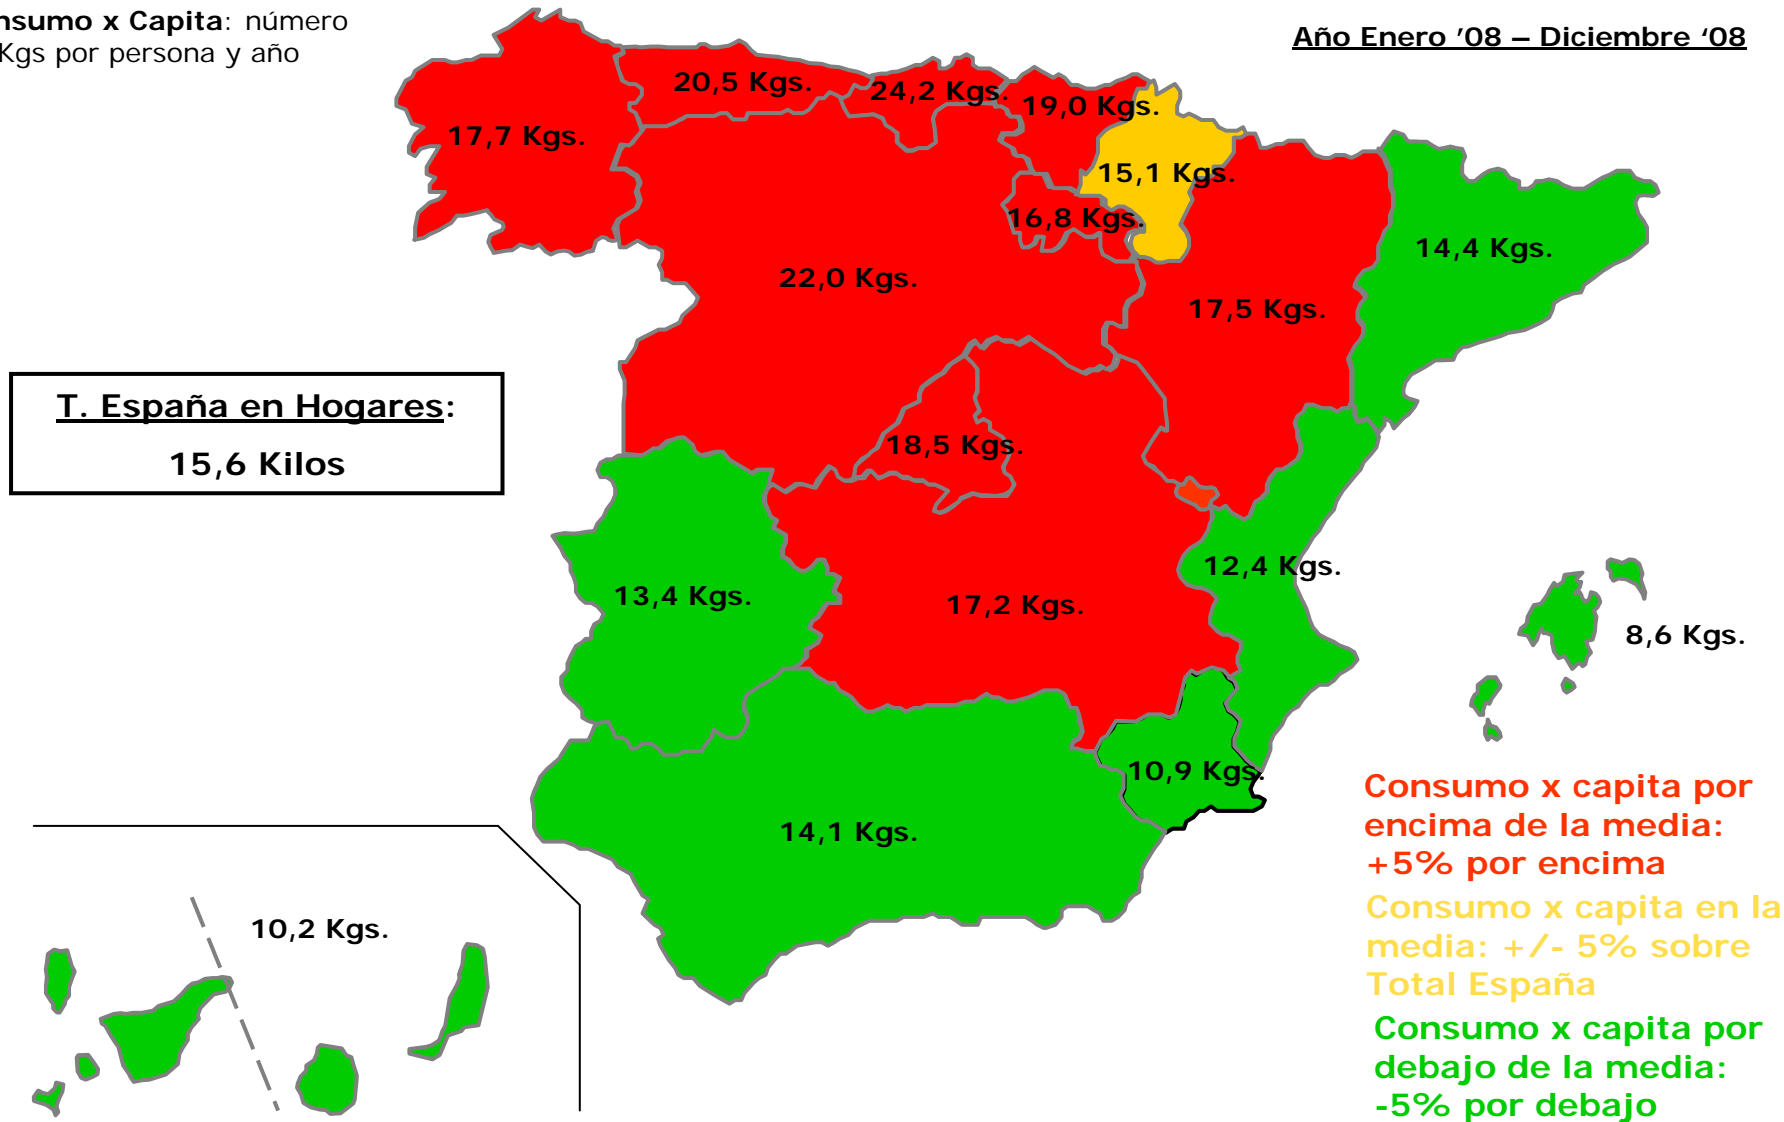 nsumo x Capita: número
Kgs por persona y año
Año Enero '08 – Diciembre '08
20,5 Kgs.
24,2 Kgs.
19,0 Kgs.
17,7 Kgs.
15,1 Kgs.
16,8 Kgs.
14,4 Kgs.
22,0 Kgs.
17,5 Kgs.
T. España en Hogares:
15,6 Kilos
18,5 Kgs.
12,4 Kgs.
13,4 Kgs.
17,2 Kgs.
8,6 Kgs.
10,9 Kgs.
14,1 Kgs.
10,2 Kgs.
Consumo x capita por
encima de la media:
+5% por encima
Consumo x capita en la
media: +/- 5% sobre
Total España
Consumo x capita por
debajo de la media:
-5% por debajo